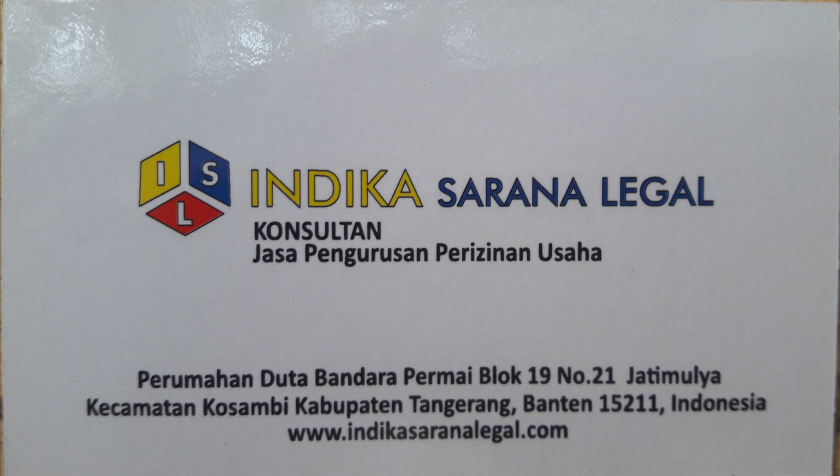 I S L
INDIKA SARANA LEGAL
KONSULTAN
Jasa Pengurusan Perizinan Usaha
Perumahan Duta Bandara Permai Blok 19 No.21 Jatimulya
Kecamatan Kosambi Kabupaten Tangerang, Banten 15211, Indonesia
www.indikasaranalegal.com